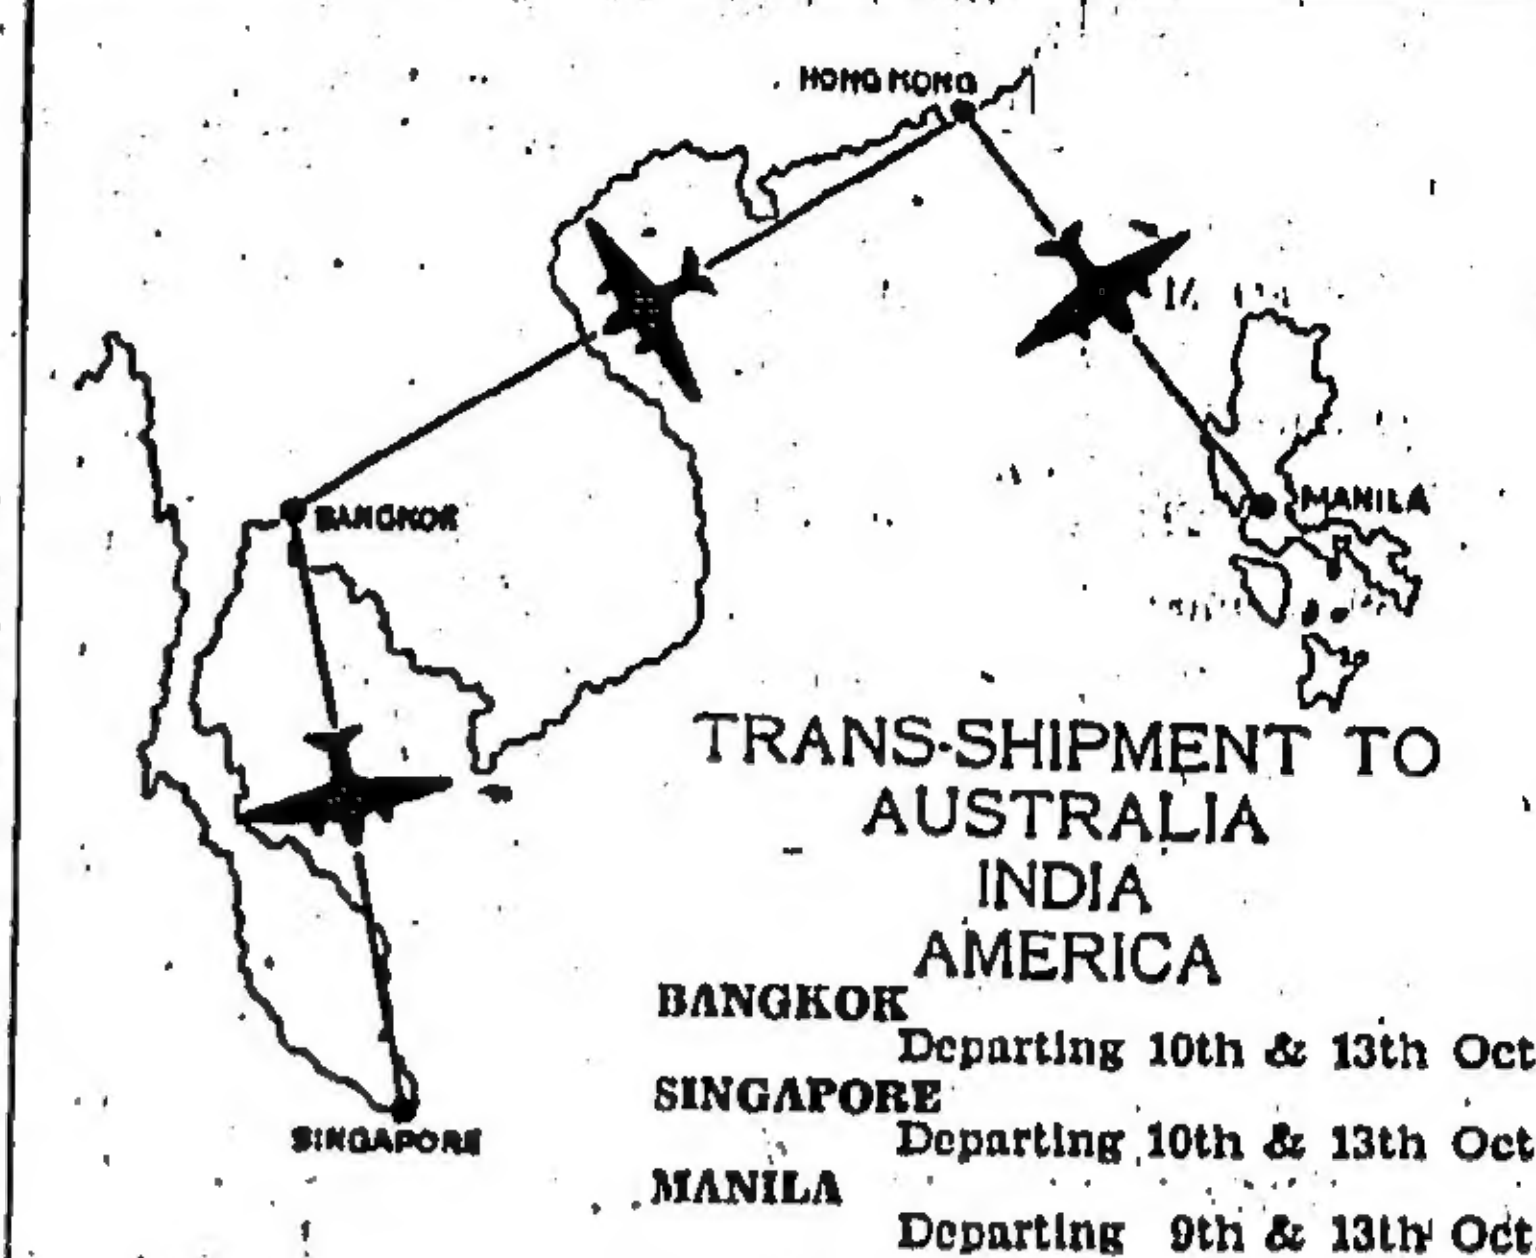 HONG KONG
BANGKOK
MANILA
SINGAPORE
TRANS-SHIPMENT TO
AUSTRALIA
INDIA
AMERICA
BANGKOK
Departing 10th & 13th Oct
SINGAPORE
Departing 10th & 13th Oct
MANILA
Departing 9th & 13th Oct